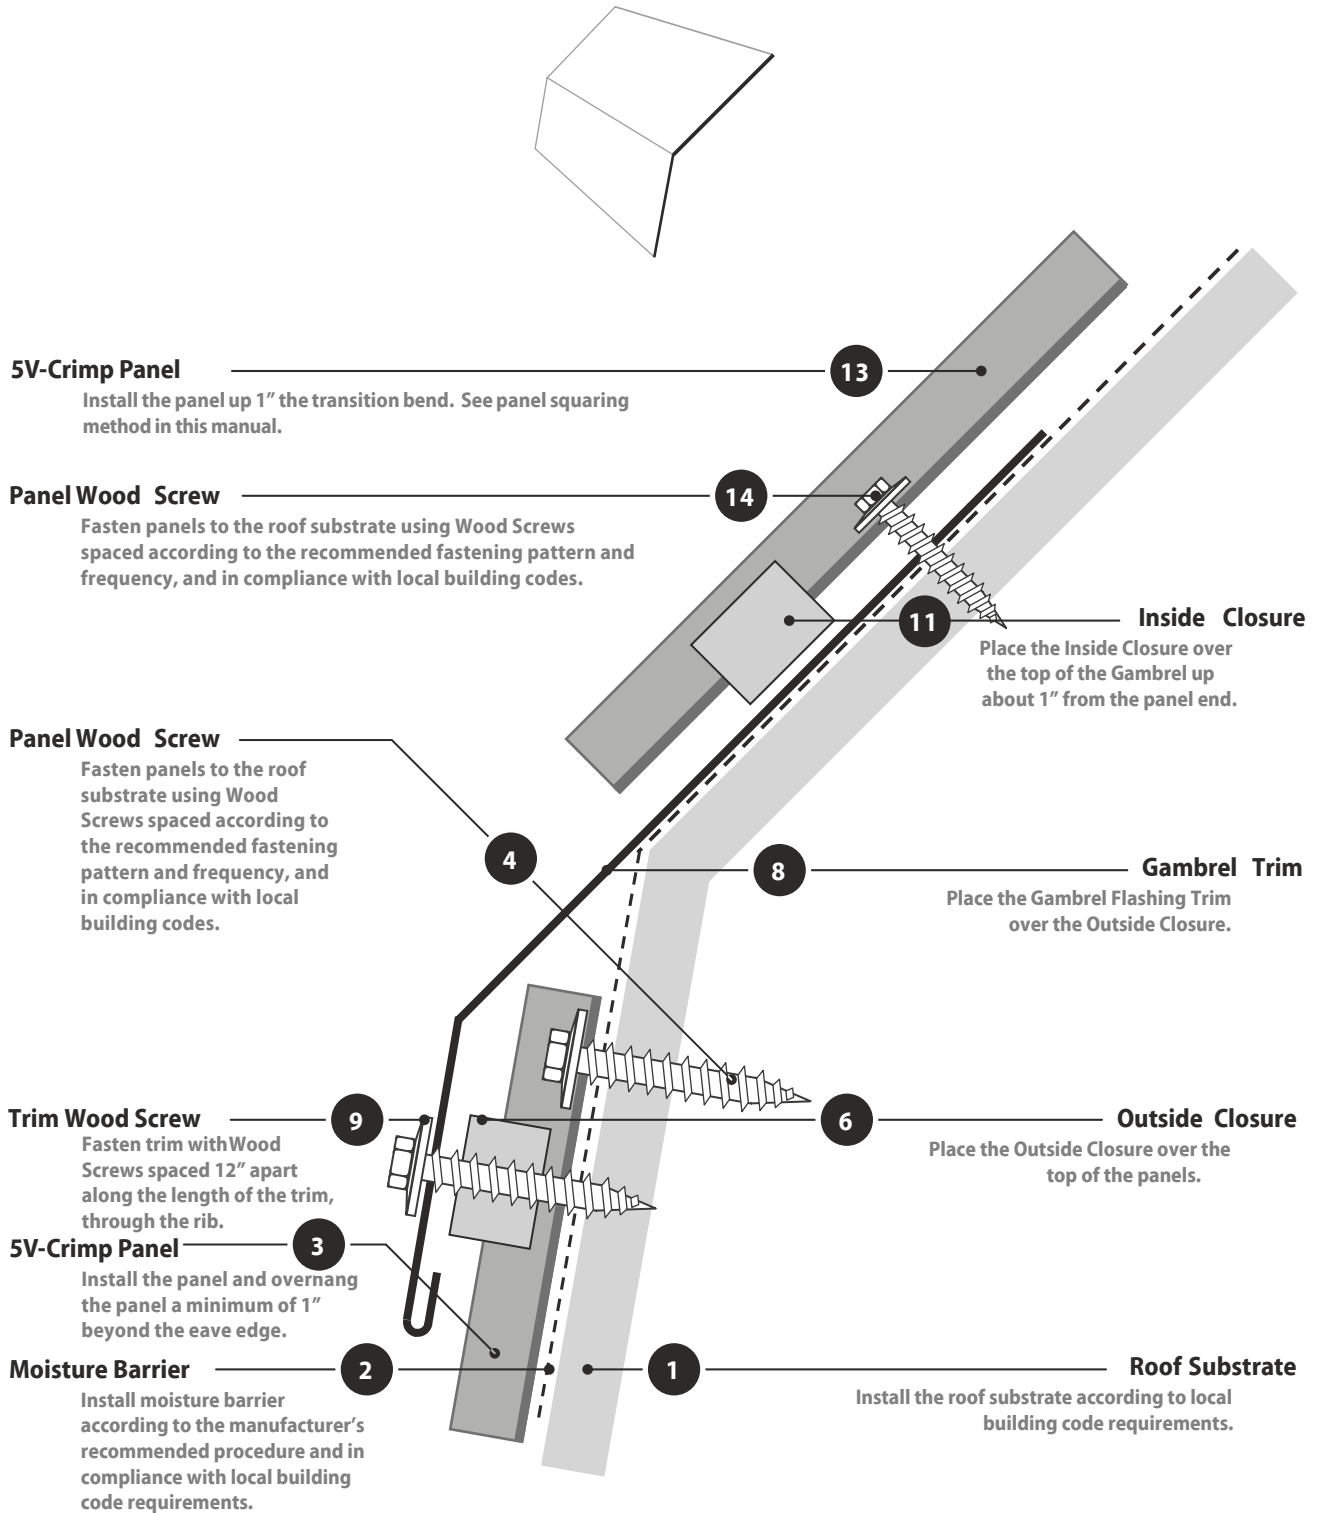 5V-Crimp Panel
13
Install the panel up 1” the transition bend. See panel squaring
method in this manual.
Panel Wood Screw
14
Fasten panels to the roof substrate using Wood Screws
spaced according to the recommended fastening pattern and
frequency, and in compliance with local building codes.
11
Inside Closure
Place the Inside Closure over
the top of the Gambrel up
about 1” from the panel end.
Panel Wood Screw
Fasten panels to the roof
substrate using Wood
Screws spaced according to
the recommended fastening
pattern and frequency, and
in compliance with local
building codes.
4
8
Gambrel Trim
Place the Gambrel Flashing Trim
over the Outside Closure.
Trim Wood Screw
9
Fasten trim with Wood
Screws spaced 12” apart
along the length of the trim,
through the rib.
6
Outside Closure
Place the Outside Closure over the
top of the panels.
5V-Crimp Panel
3
Install the panel and overhang
the panel a minimum of 1”
beyond the eave edge.
Moisture Barrier
2
Install moisture barrier
according to the manufacturer’s
recommended procedure and in
compliance with local building
code requirements.
1
Roof Substrate
Install the roof substrate according to local
building code requirements.